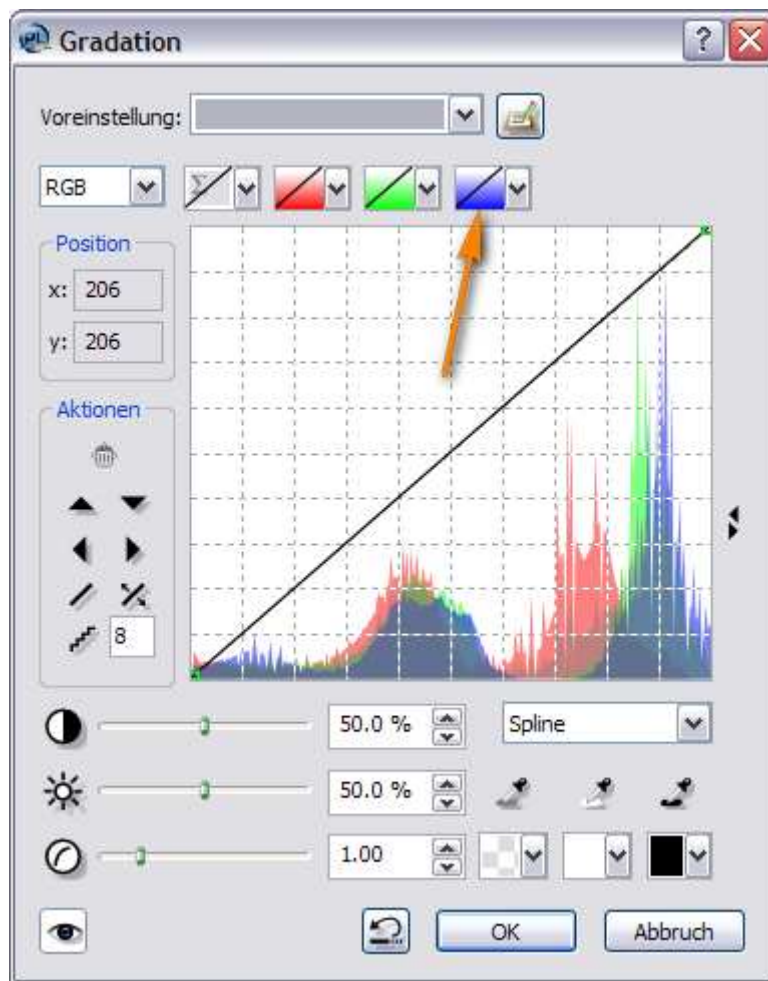 Gradation
Voreinstellung:
RGB
Position
x: 206
y: 206
Aktionen
8
50.0 %
Spline
50.0 %
1.00
OK
Abbruch